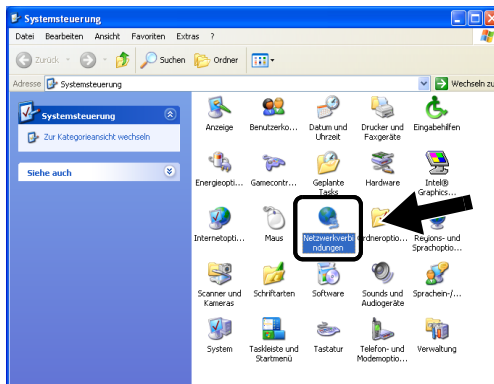 Systemsteuerung
Datei Bearbeiten Ansicht Favoriten Extras ?
Zurück Suchen Ordner
Adresse Systemsteuerung Wechseln zu
Systemsteuerung
Zur Kategorieansicht wechseln
Siehe auch
Anzeige Benutzerko... Datum und Uhrzeit Drucker und Faxgeräte Eingabehilfen
Energieopti... Gamecontr... Geplante Tasks Hardware Intel® Graphics...
Internetopti... Maus Netzwerkverbindungen Ordneroptio... Regions- und Sprachoptio...
Scanner und Kameras Schriftarten Software Sounds und Audiogeräte Sprachein-/...
System Taskleiste und Startmenü Tastatur Telefon- und Modemoptio... Verwaltung